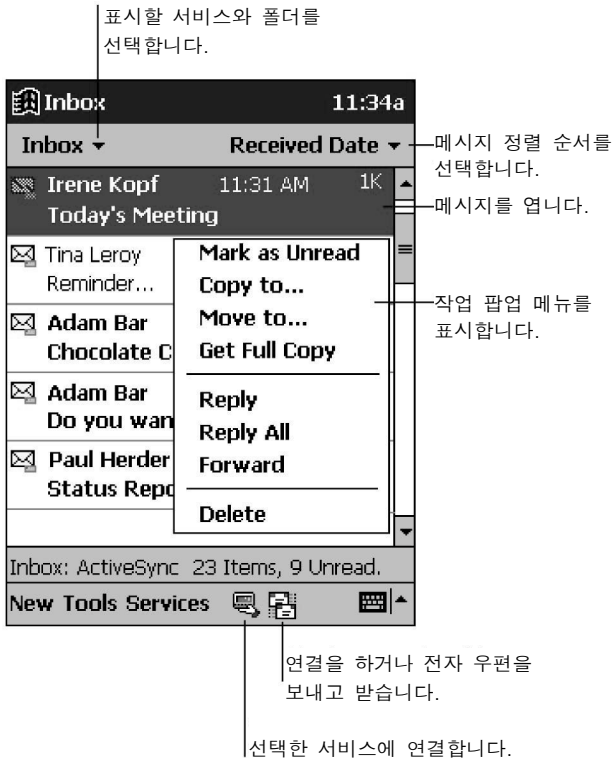 표시할 서비스와 폴더를
선택합니다.
Inbox 11:34a
Inbox Received Date
메시지 정렬 순서를
선택합니다.
Irene Kopf 11:31 AM 1K
Today's Meeting
메시지를 엽니다.
Tina Leroy
Reminder...
Adam Bar
Chocolate C
Adam Bar
Do you wan
Paul Herder
Status Repo
Mark as Unread
Copy to...
Move to...
Get Full Copy
Reply
Reply All
Forward
Delete
작업 팝업 메뉴를
표시합니다.
Inbox: ActiveSync 23 Items, 9 Unread.
New Tools Services
연결을 하거나 전자 우편을
보내고 받습니다.
선택한 서비스에 연결합니다.